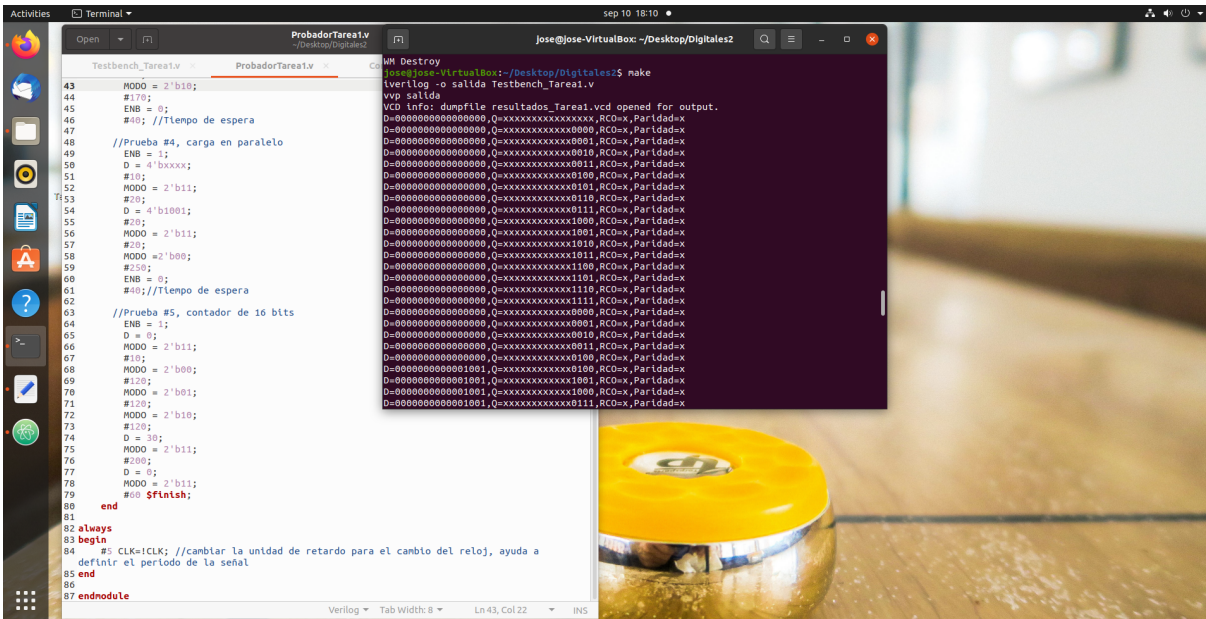 Activities
Terminal
sep 10 18:10
Open
ProbadorTarea1.v
~/Desktop/Digitales2
Testbench_Tarea1.v
ProbadorTarea1.v
Co
43 MODO = 2'b10;
44 #170;
45 ENB = 0;
46 #40; //Tiempo de espera
47
48 //Prueba #4, carga en paralelo
49 ENB = 1;
50 D = 4'bxxxx;
51 #10;
52 MODO = 2'b11;
53 #20;
54 D = 4'b1001;
55 #20;
56 MODO = 2'b11;
57 #20;
58 MODO =2'b00;
59 #250;
60 ENB = 0;
61 #40;//Tiempo de espera
62
63 //Prueba #5, contador de 16 bits
64 ENB = 1;
65 D = 0;
66 MODO = 2'b11;
67 #10;
68 MODO = 2'b00;
69 #120;
70 MODO = 2'b01;
71 #120;
72 MODO = 2'b10;
73 #120;
74 D = 30;
75 MODO = 2'b11;
76 #200;
77 D = 0;
78 MODO = 2'b11;
79 #60 $finish;
80 end
81
82 always
83 begin
84 #5 CLK=!CLK; //cambiar la unidad de retardo para el cambio del reloj, ayuda a
definir el periodo de la señal
85 end
86
87 endmodule
Verilog Tab Width: 8 Ln 43, Col 22 INS
jose@jose-VirtualBox: ~/Desktop/Digitales2
WM Destroy
jose@jose-VirtualBox:~/Desktop/Digitales2$ make
iverilog -o salida Testbench_Tarea1.v
vvp salida
VCD info: dumpfile resultados_Tarea1.vcd opened for output.
D=0000000000000000,Q=xxxxxxxxxxxxxxxx,RCO=x,Paridad=x
D=0000000000000000,Q=xxxxxxxxxxxx0000,RCO=x,Paridad=x
D=0000000000000000,Q=xxxxxxxxxxxx0001,RCO=x,Paridad=x
D=0000000000000000,Q=xxxxxxxxxxxx0010,RCO=x,Paridad=x
D=0000000000000000,Q=xxxxxxxxxxxx0011,RCO=x,Paridad=x
D=0000000000000000,Q=xxxxxxxxxxxx0100,RCO=x,Paridad=x
D=0000000000000000,Q=xxxxxxxxxxxx0101,RCO=x,Paridad=x
D=0000000000000000,Q=xxxxxxxxxxxx0110,RCO=x,Paridad=x
D=0000000000000000,Q=xxxxxxxxxxxx0111,RCO=x,Paridad=x
D=0000000000000000,Q=xxxxxxxxxxxx1000,RCO=x,Paridad=x
D=0000000000000000,Q=xxxxxxxxxxxx1001,RCO=x,Paridad=x
D=0000000000000000,Q=xxxxxxxxxxxx1010,RCO=x,Paridad=x
D=0000000000000000,Q=xxxxxxxxxxxx1011,RCO=x,Paridad=x
D=0000000000000000,Q=xxxxxxxxxxxx1100,RCO=x,Paridad=x
D=0000000000000000,Q=xxxxxxxxxxxx1101,RCO=x,Paridad=x
D=0000000000000000,Q=xxxxxxxxxxxx1110,RCO=x,Paridad=x
D=0000000000000000,Q=xxxxxxxxxxxx1111,RCO=x,Paridad=x
D=0000000000000000,Q=xxxxxxxxxxxx0000,RCO=x,Paridad=x
D=0000000000000000,Q=xxxxxxxxxxxx0001,RCO=x,Paridad=x
D=0000000000000000,Q=xxxxxxxxxxxx0010,RCO=x,Paridad=x
D=0000000000000000,Q=xxxxxxxxxxxx0011,RCO=x,Paridad=x
D=0000000000000000,Q=xxxxxxxxxxxx0100,RCO=x,Paridad=x
D=0000000000001001,Q=xxxxxxxxxxxx0100,RCO=x,Paridad=x
D=0000000000001001,Q=xxxxxxxxxxxx1001,RCO=x,Paridad=x
D=0000000000001001,Q=xxxxxxxxxxxx1000,RCO=x,Paridad=x
D=0000000000001001,Q=xxxxxxxxxxxx0111,RCO=x,Paridad=x